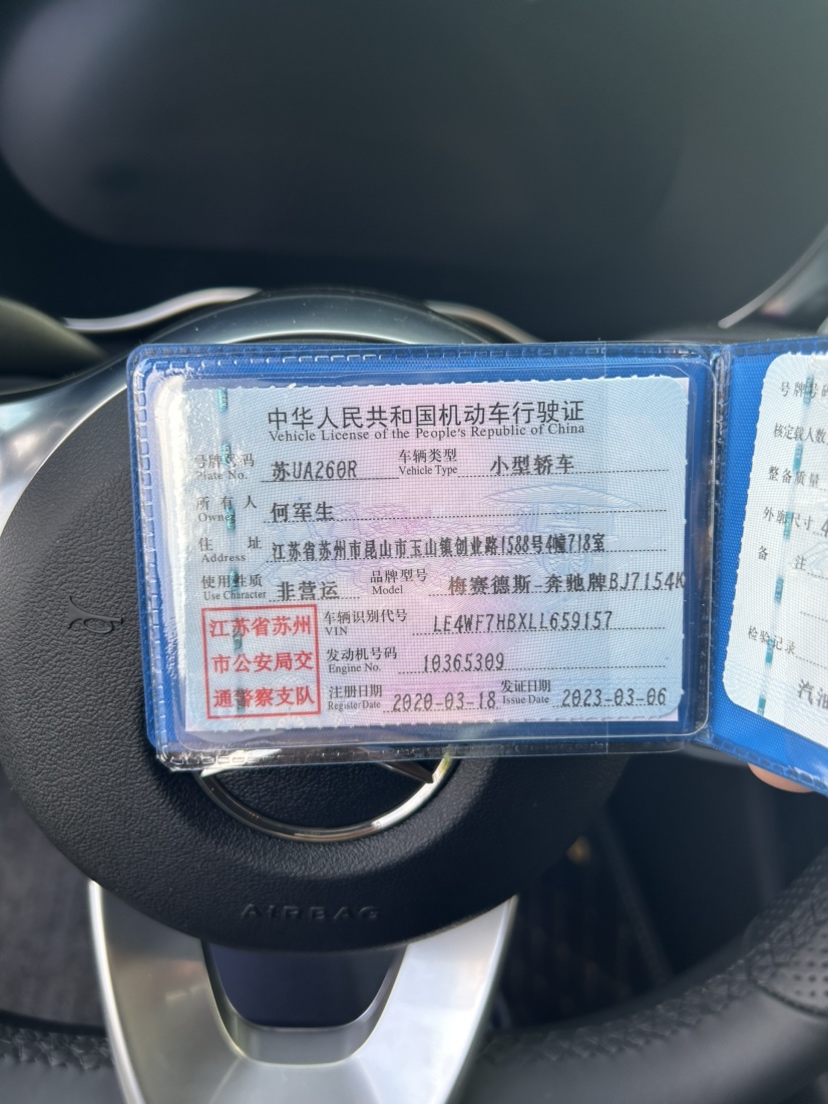 中华人民共和国机动车行驶证
Vehicle License of the People's Republic of China
号牌号码 苏UA260R 车辆类型 小型轿车
Plate No. Vehicle Type
所有人 何军生
Owner
住址 江苏省苏州市昆山市玉山镇创业路1588号4幢718室
Address
使用性质 非营运 品牌型号 梅赛德斯-奔驰牌BJ7154K
Use Character Model
江苏省苏州
市公安局交
通警察支队
车辆识别代号 LE4WF7HBXLL659157
VIN
发动机号码 10365309
Engine No.
注册日期 2020-03-18 发证日期 2023-03-06
Register Date Issue Date
号牌号码
核定载人数
整备质量
外廓尺寸 4
备注
检验记录
汽油
AIRBAG